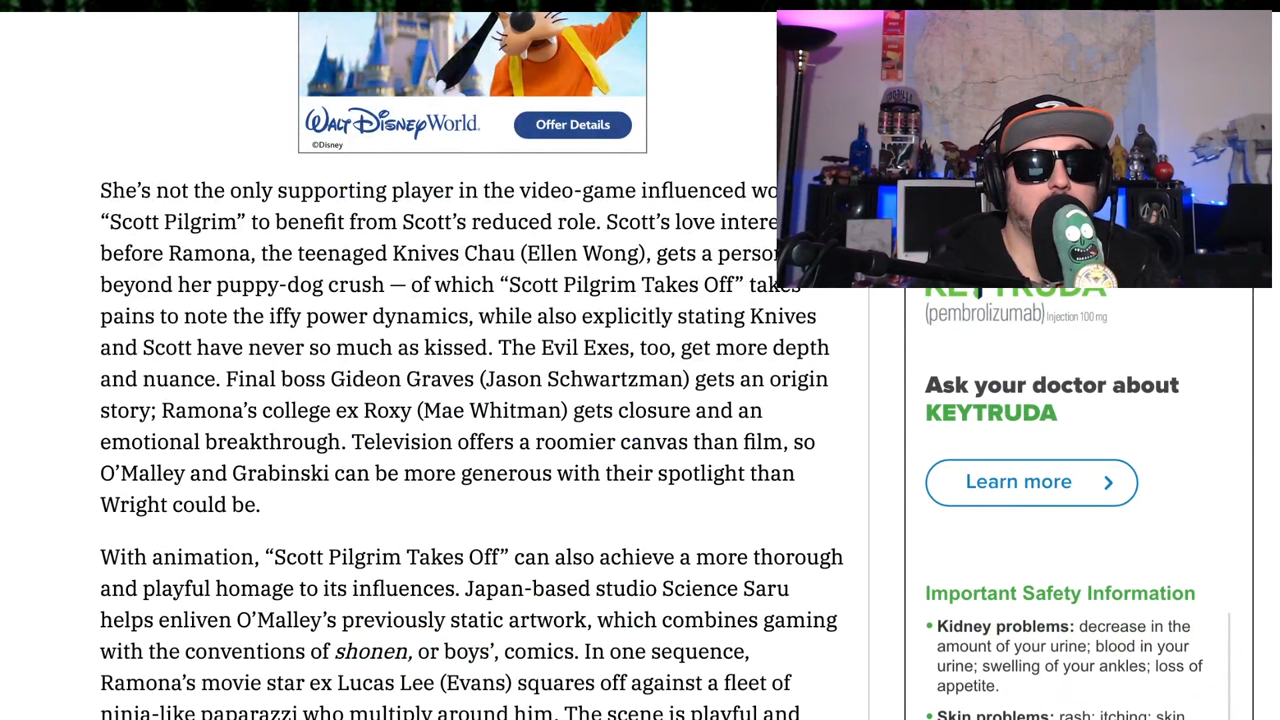 WALT DISNEY World.
Offer Details
©Disney
She’s not the only supporting player in the video-game influenced
“Scott Pilgrim” to benefit from Scott’s reduced role. Scott’s love
before Ramona, the teenaged Knives Chau (Ellen Wong), gets a
beyond her puppy-dog crush — of which “Scott Pilgrim Takes Off” takes
pains to note the iffy power dynamics, while also explicitly stating Knives
and Scott have never so much as kissed. The Evil Exes, too, get more depth
and nuance. Final boss Gideon Graves (Jason Schwartzman) gets an origin
story; Ramona’s college ex Roxy (Mae Whitman) gets closure and an
emotional breakthrough. Television offers a roomier canvas than film, so
O’Malley and Grabinski can be more generous with their spotlight than
Wright could be.
With animation, “Scott Pilgrim Takes Off” can also achieve a more thorough
and playful homage to its influences. Japan-based studio Science Saru
helps enliven O’Malley’s previously static artwork, which combines gaming
with the conventions of shonen, or boys’, comics. In one sequence,
Ramona’s movie star ex Lucas Lee (Evans) squares off against a fleet of
ninja-like paparazzi who multiply around him. The scene is playful and
KEYTRUDA
(pembrolizumab) Injection 100 mg
Ask your doctor about
KEYTRUDA
Learn more
Important Safety Information
• Kidney problems: decrease in the
amount of your urine; blood in your
urine; swelling of your ankles; loss of
appetite.
• Skin problems: rash; itching; skin